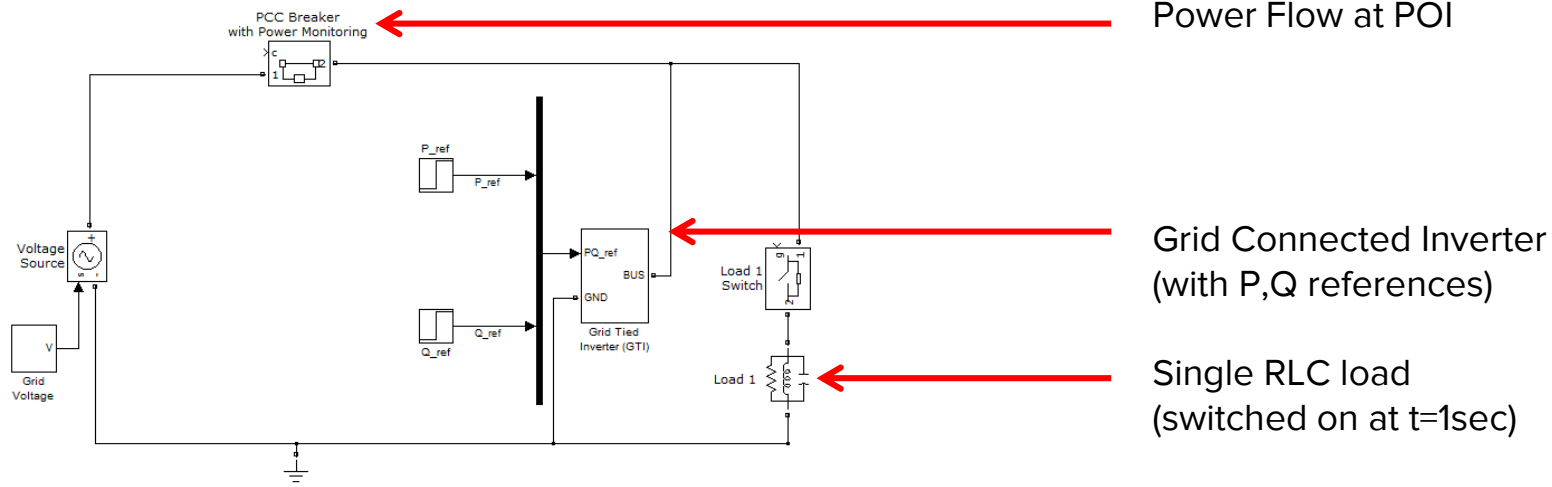 Power Flow at POI
PCC Breaker
with Power Monitoring
c
1
2
P_ref
P_ref
Voltage
Source
+
s
-
V
Grid
Voltage
PQ_ref
BUS
GND
Grid Tied
Inverter (GTI)
Q_ref
Q_ref
Load 1
Switch
g
1
2
Load 1
Grid Connected Inverter
(with P,Q references)
Single RLC load
(switched on at t=1sec)